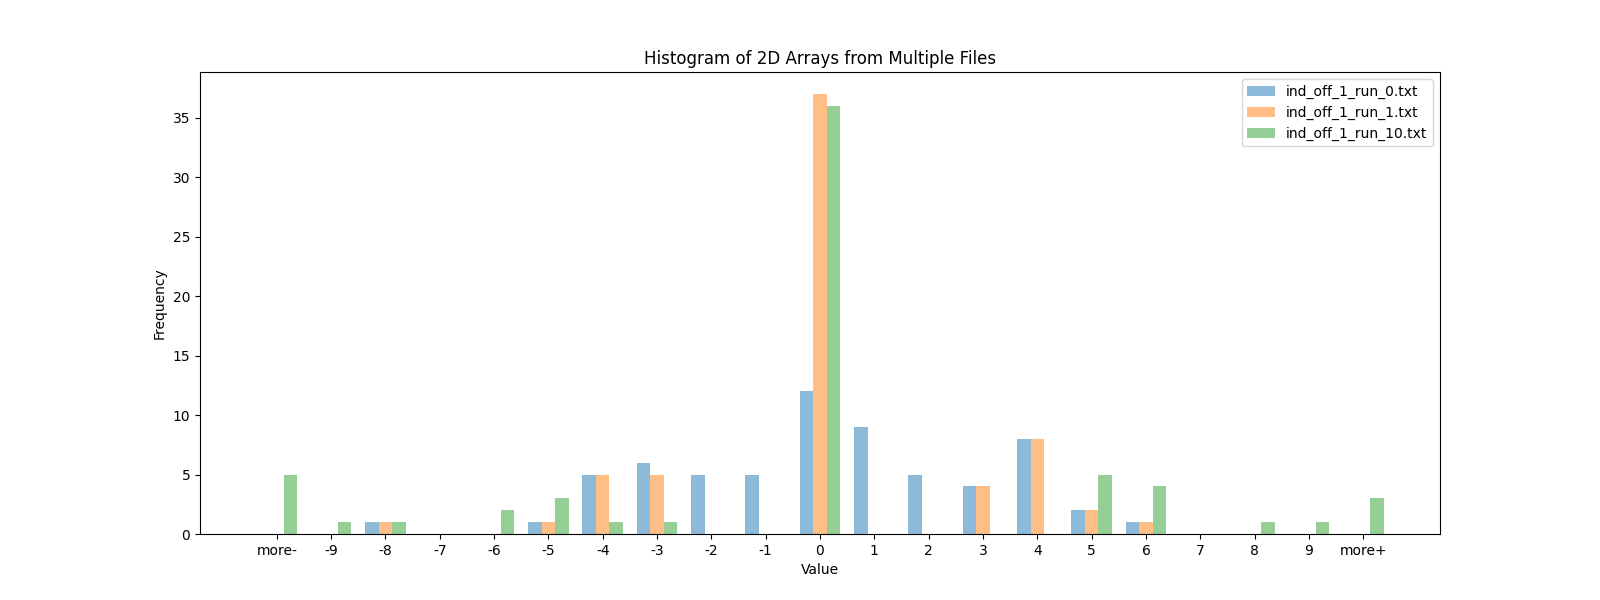 Histogram of 2D Arrays from Multiple Files
ind_off_1_run_0.txt
ind_off_1_run_1.txt
ind_off_1_run_10.txt
Frequency
35
30
25
20
15
10
5
0
more- -9 -8 -7 -6 -5 -4 -3 -2 -1 0 1 2 3 4 5 6 7 8 9 more+
Value